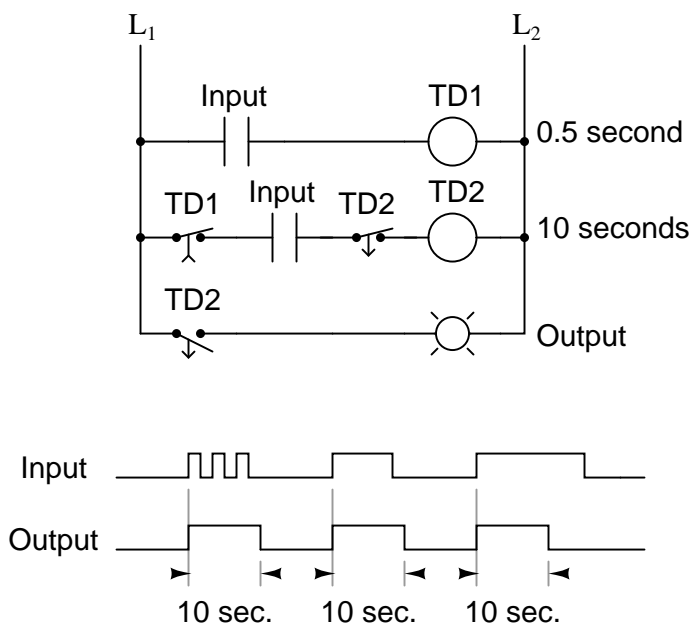 L1 L2
Input TD1
0.5 second
TD1 Input TD2 TD2
10 seconds
TD2
Output
Input
Output
10 sec. 10 sec. 10 sec.